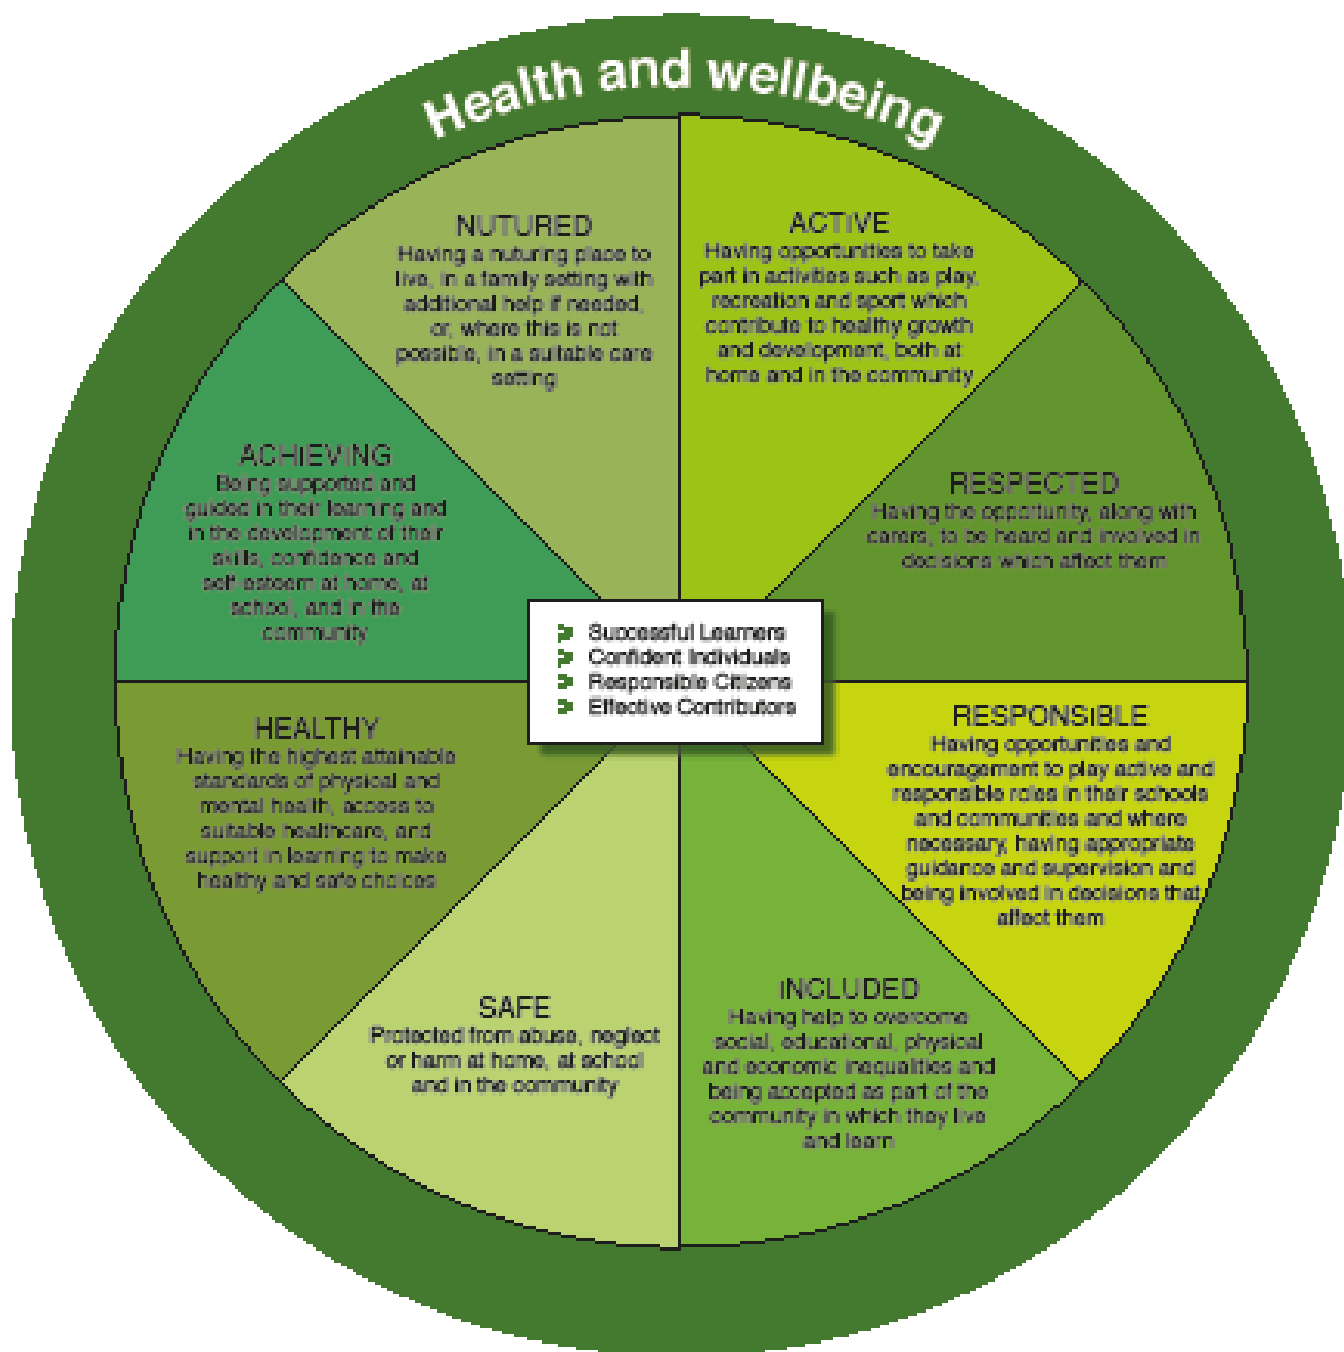 Health and wellbeing
NUTURED
Having a nuturing place to
live, in a family setting with
additional help if needed,
or, where this is not
possible, in a suitable care
setting
ACTIVE
Having opportunities to take
part in activities such as play,
recreation and sport which
contribute to healthy growth
and development, both at
home and in the community
RESPECTED
Having the opportunity, along with
carers, to be heard and involved in
decisions which affect them
RESPONSIBLE
Having opportunities and
encouragement to play active and
responsible roles in their schools
and communities and where
necessary, having appropriate
guidance and supervision and
being involved in decisions that
affect them
INCLUDED
Having help to overcome
social, educational, physical
and economic inequalities and
being accepted as part of the
community in which they live
and learn
SAFE
Protected from abuse, neglect
or harm at home, at school
and in the community
HEALTHY
Having the highest attainable
standards of physical and
mental health, access to
suitable healthcare, and
support in learning to make
healthy and safe choices
ACHIEVING
Being supported and
guided in their learning and
in the development of their
skills, confidence and
self esteem at home, at
school, and in the
community
Successful Learners
Confident Individuals
Responsible Citizens
Effective Contributors